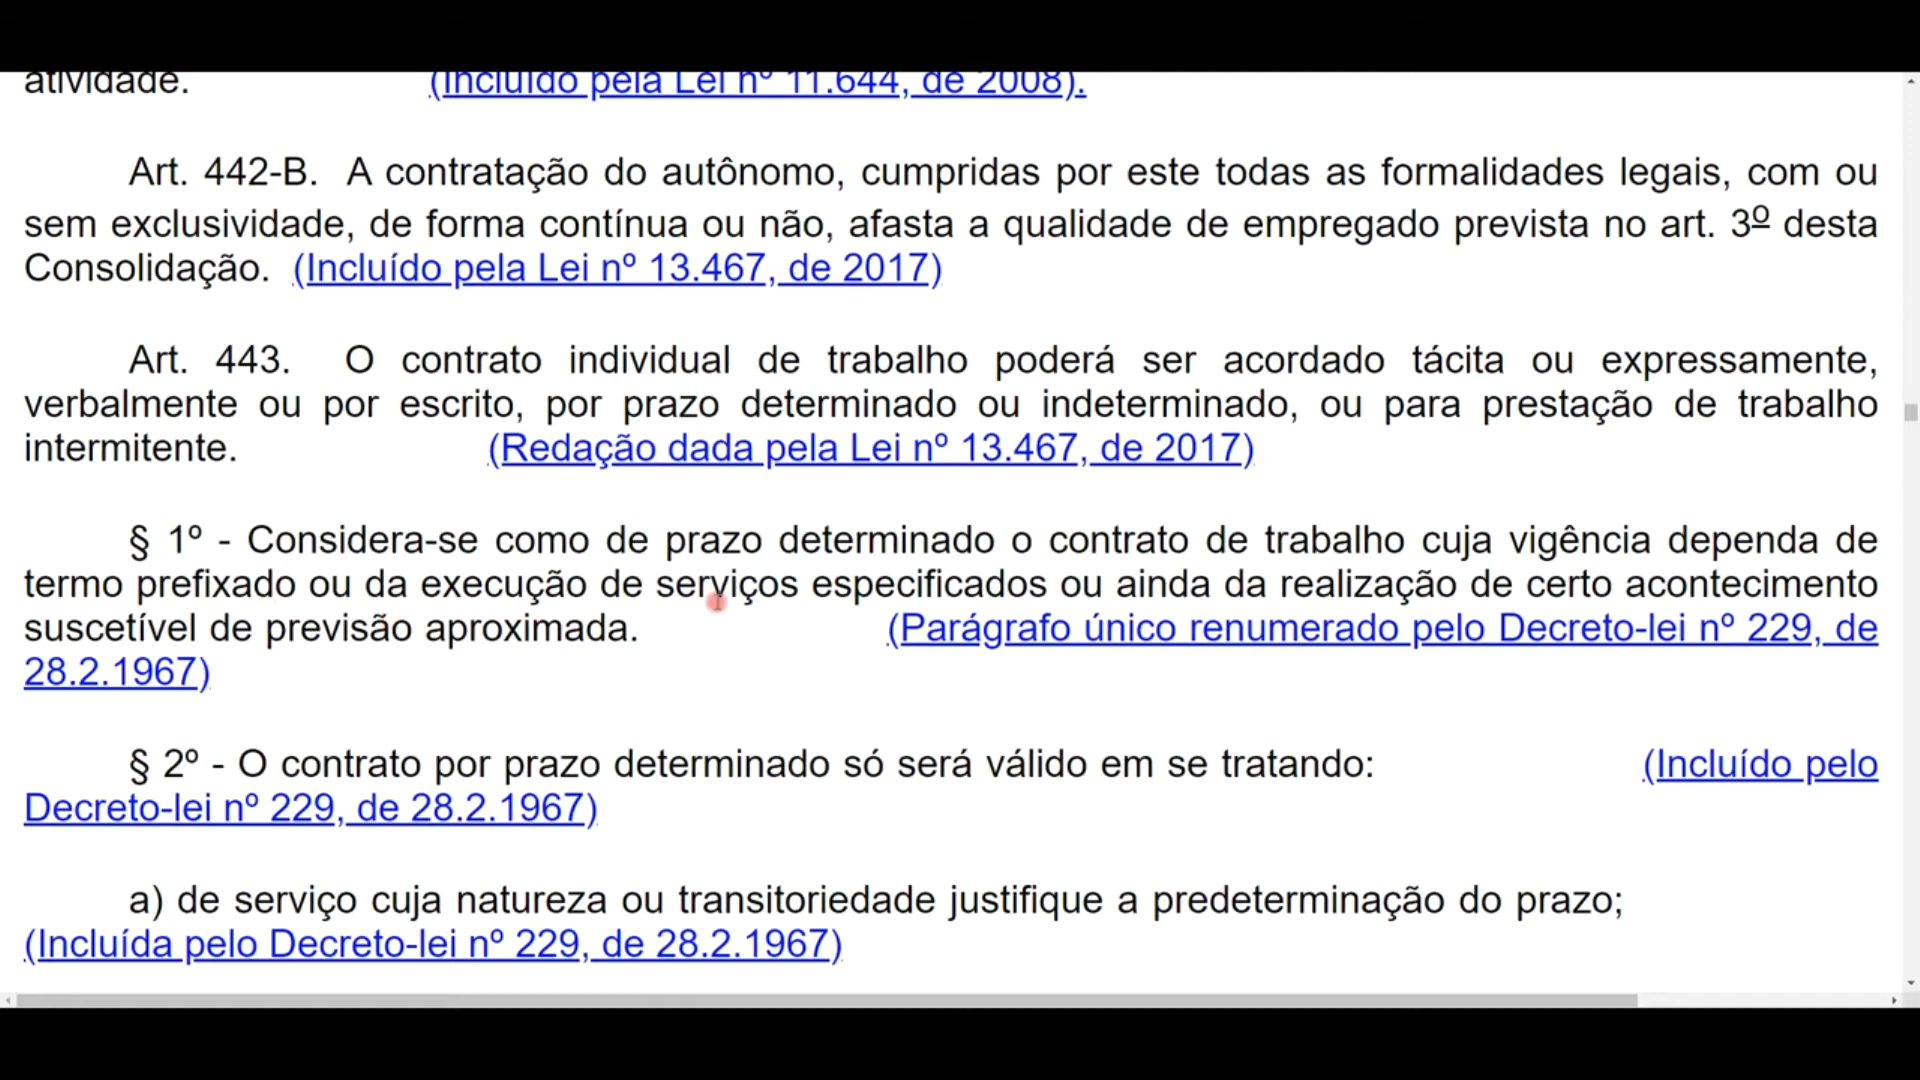 atividade. (Incluído pela Lei nº 11.644, de 2008).
Art. 442-B. A contratação do autônomo, cumpridas por este todas as formalidades legais, com ou
sem exclusividade, de forma contínua ou não, afasta a qualidade de empregado prevista no art. 3º desta
Consolidação. (Incluído pela Lei nº 13.467, de 2017)
Art. 443. O contrato individual de trabalho poderá ser acordado tácita ou expressamente,
verbalmente ou por escrito, por prazo determinado ou indeterminado, ou para prestação de trabalho
intermitente. (Redação dada pela Lei nº 13.467, de 2017)
§ 1º - Considera-se como de prazo determinado o contrato de trabalho cuja vigência dependa de
termo prefixado ou da execução de serviços especificados ou ainda da realização de certo acontecimento
suscetível de previsão aproximada. (Parágrafo único renumerado pelo Decreto-lei nº 229, de
28.2.1967)
§ 2º - O contrato por prazo determinado só será válido em se tratando: (Incluído pelo
Decreto-lei nº 229, de 28.2.1967)
a) de serviço cuja natureza ou transitoriedade justifique a predeterminação do prazo;
(Incluída pelo Decreto-lei nº 229, de 28.2.1967)